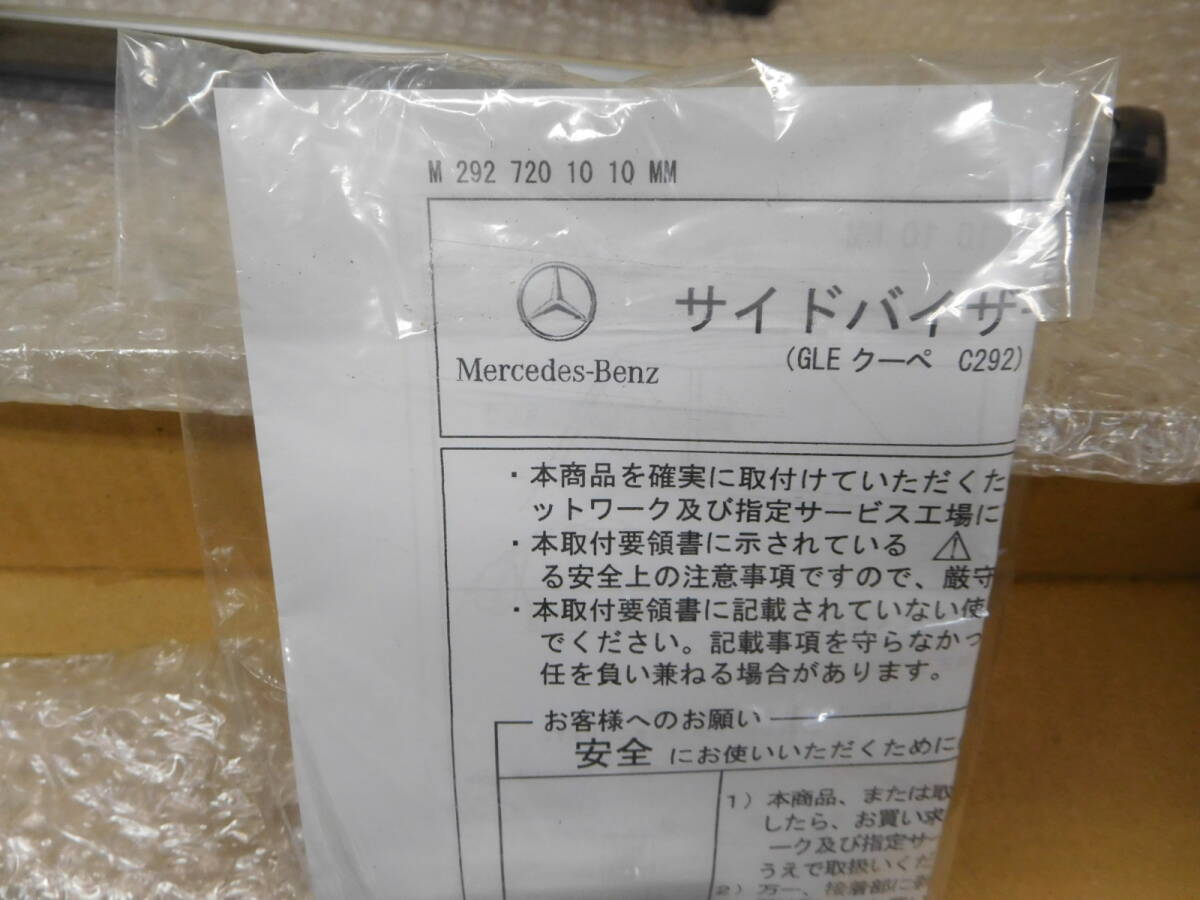 M 292 720 10 10 MM
サイドバイザ
Mercedes-Benz
(GLE クーペ C292)
・本商品を確実に取付けていただくた
ットワーク及び指定サービス工場に
・本取付要領書に示されている
る安全上の注意事項ですので、厳守
・本取付要領書に記載されていない使
でください。記載事項を守らなかっ
任を負い兼ねる場合があります。
お客様へのお願い
安全 にお使いいただくために
1) 本商品、または取
したら、お買い求
ーク及び指定サー
うえで取扱いくだ
2) 万一、接着部に剥